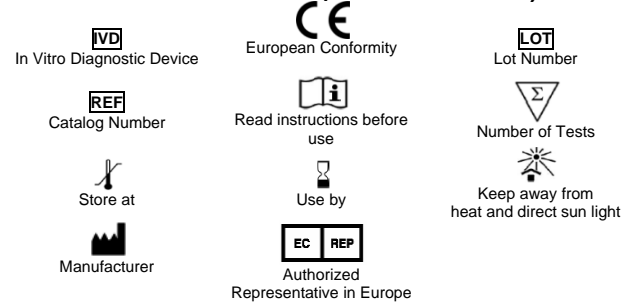 IVD
In Vitro Diagnostic Device
CE
European Conformity
LOT
Lot Number
REF
Catalog Number
i
Read instructions before
use
Σ
Number of Tests
Store at
Use by
Keep away from
heat and direct sun light
Manufacturer
EC REP
Authorized
Representative in Europe